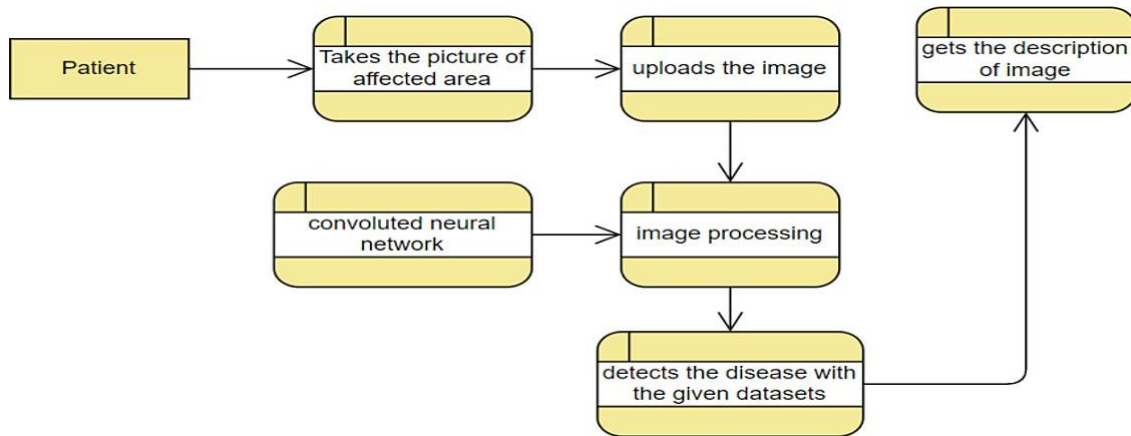 Patient
Takes the picture of
affected area
uploads the image
gets the description
of image
convoluted neural
network
image processing
detects the disease with
the given datasets